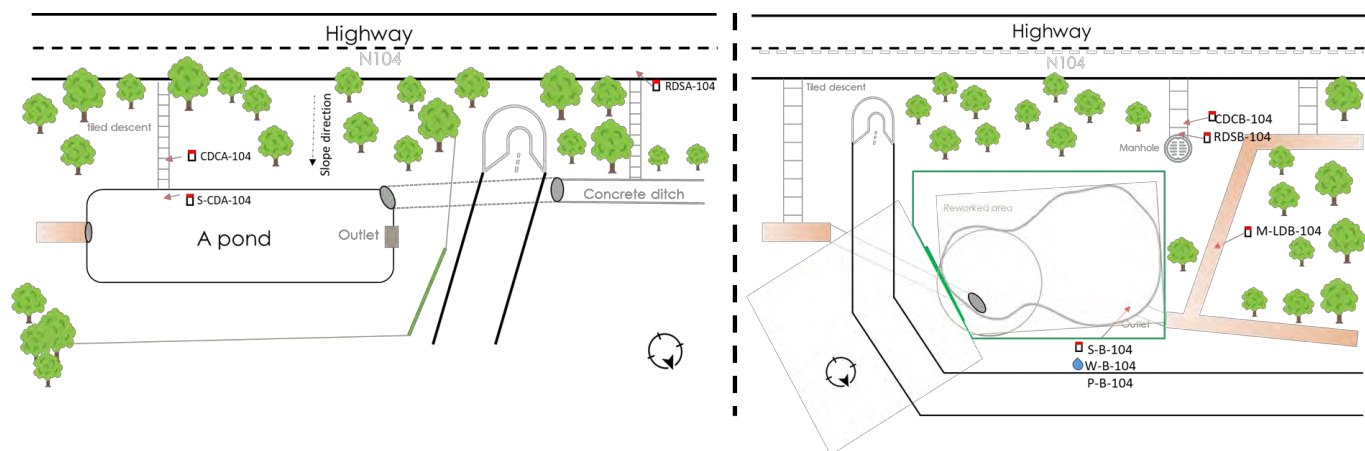 Highway
N104
RDSA-104
tiled descent
Slope direction
CDCA-104
S-CDA-104
Concrete ditch
A pond
Outlet
Highway
N104
Tiled descent
CDCB-104
RDSB-104
Manhole
Reworked area
M-LDB-104
Outlet
S-B-104
W-B-104
P-B-104